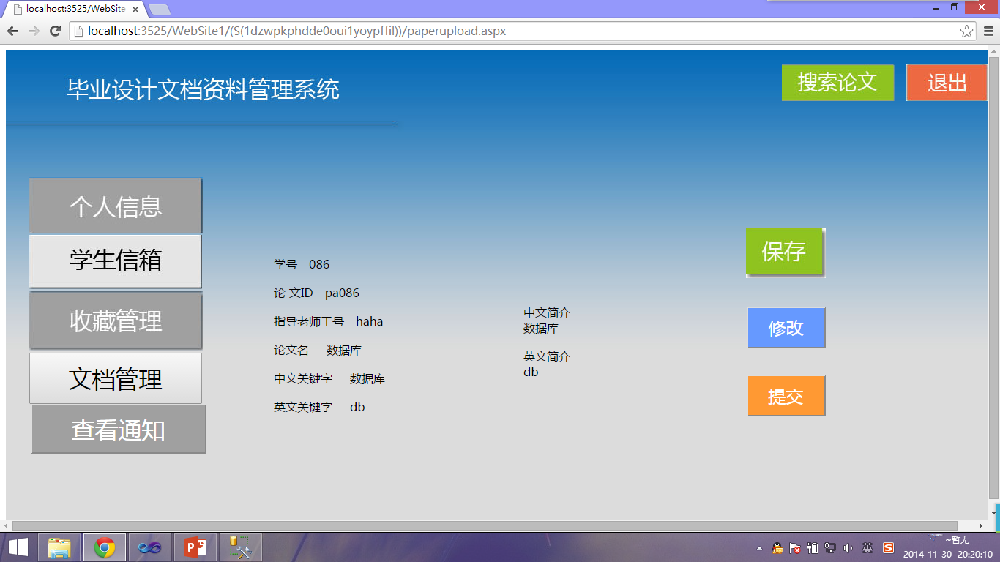 localhost:3525/WebSite
localhost:3525/WebSite1/(S(1dzwpkphdde0oui1yoypffil))/paperupload.aspx
毕业设计文档资料管理系统
搜索论文
退出
个人信息
学生信箱
收藏管理
文档管理
查看通知
学号 086
论 文ID pa086
指导老师工号 haha
论文名 数据库
中文关键字 数据库
英文关键字 db
中文简介
数据库
英文简介
db
保存
修改
提交
英
~暂无
2014-11-30 20:20:10